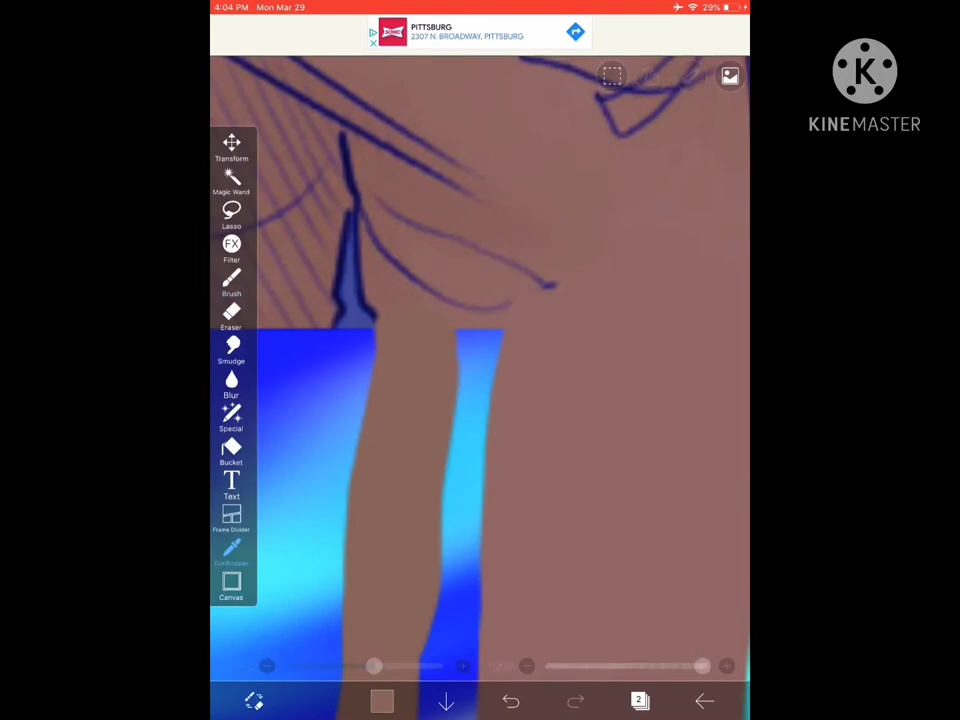 4:04 PM Mon Mar 29
29%
PITTSBURG
2307 N. BROADWAY, PITTSBURG
SONIC
K
KINEMASTER
Transform
Magic Wand
Lasso
FX
Filter
Brush
Eraser
Smudge
Blur
Special
Bucket
T
Text
Frame Divider
Eyedropper
Canvas
2